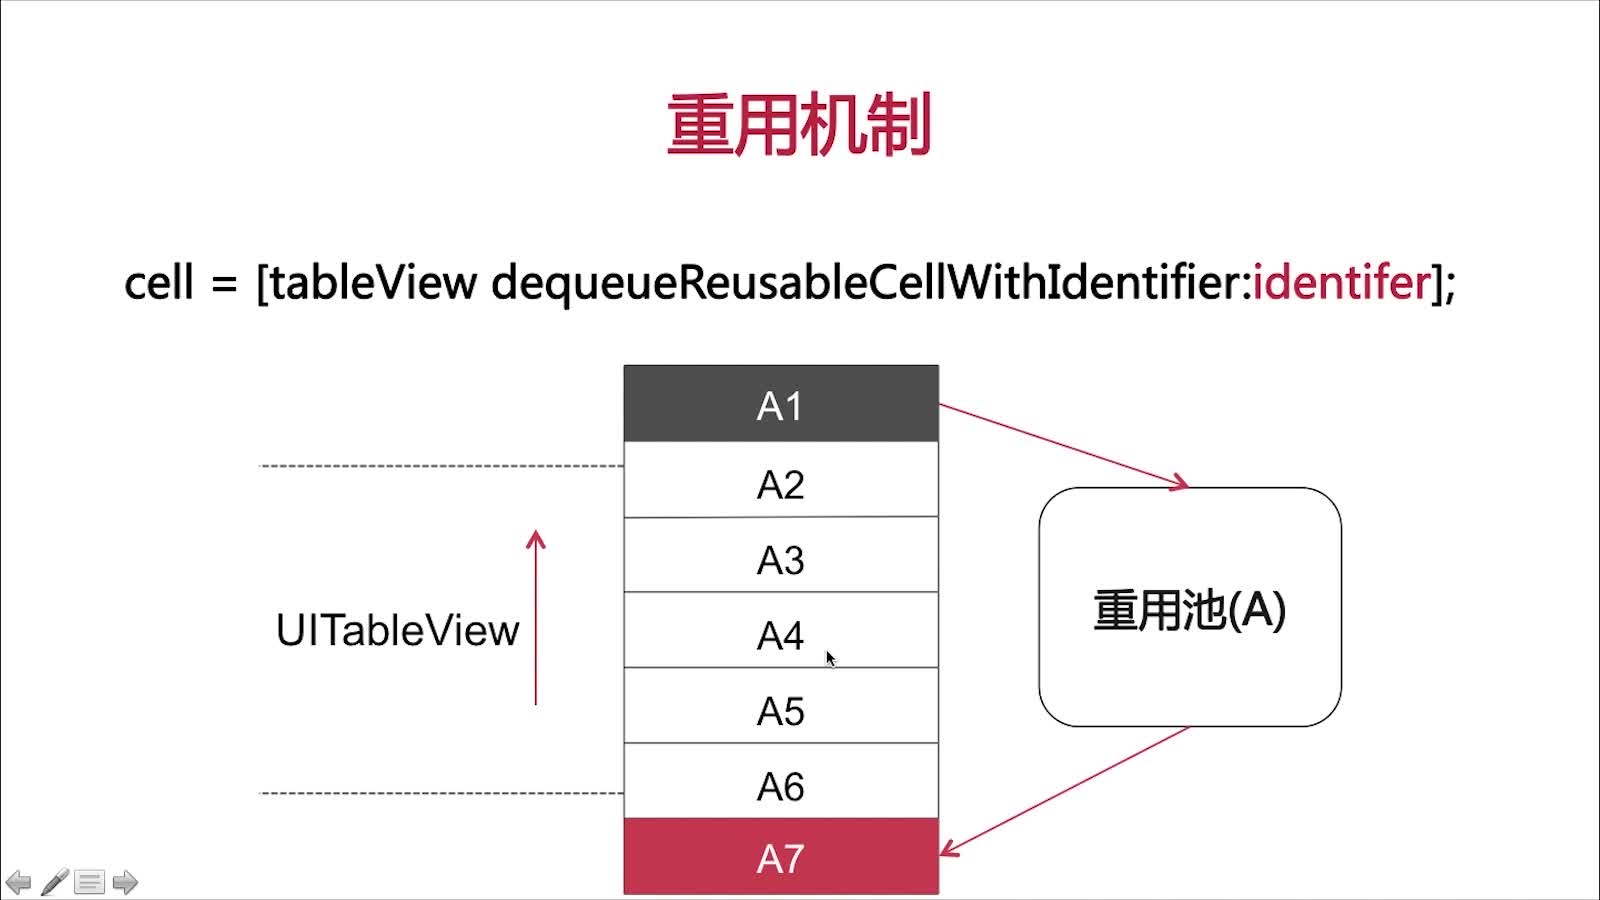 重用机制
cell = [tableView dequeueReusableCellWithIdentifier:identifer];
A1
A2
A3
UITableView
A4
重用池(A)
A5
A6
A7